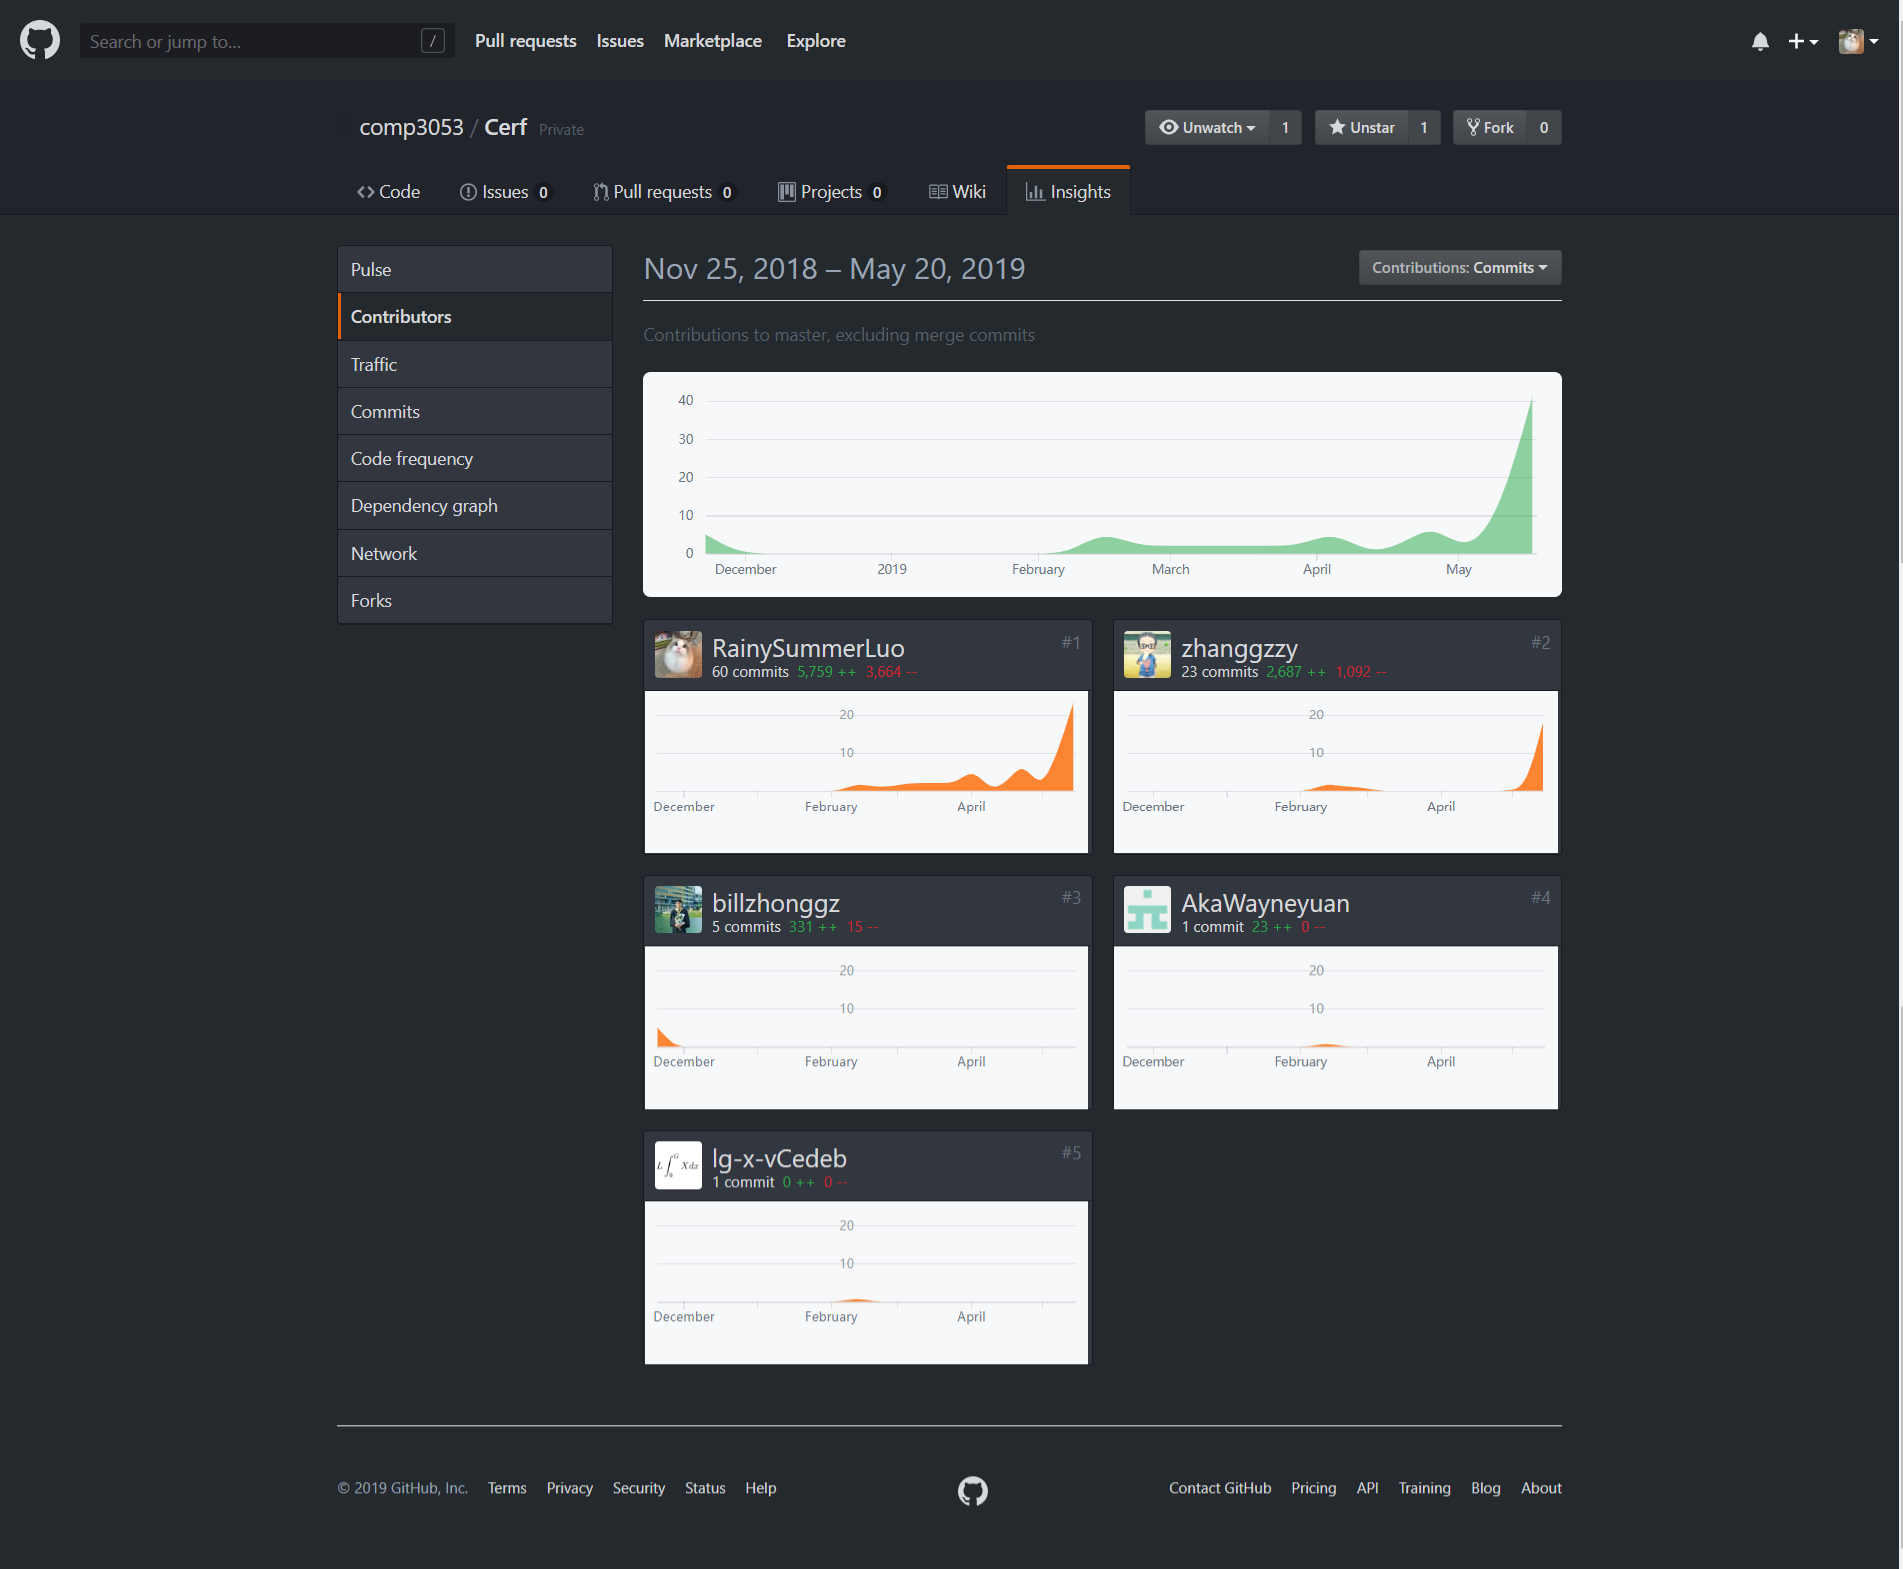 Search or jump to...
/
Pull requests Issues Marketplace Explore
comp3053 / Cerf Private
Unwatch 1 Unstar 1 Fork 0
Code Issues 0 Pull requests 0 Projects 0 Wiki Insights
Pulse
Contributors
Traffic
Commits
Code frequency
Dependency graph
Network
Forks
Nov 25, 2018 – May 20, 2019
Contributions: Commits
Contributions to master, excluding merge commits
40
30
20
10
0
December 2019 February March April May
RainySummerLuo #1
60 commits 5,759 ++ 3,664 --
20
10
December February April
zhanggzzy #2
23 commits 2,687 ++ 1,092 --
20
10
December February April
billzhonggz #3
5 commits 331 ++ 15 --
20
10
December February April
AkaWayneyuan #4
1 commit 23 ++ 0 --
20
10
December February April
lg-x-vCedeb #5
1 commit 0 ++ 0 --
20
10
December February April
© 2019 GitHub, Inc. Terms Privacy Security Status Help
Contact GitHub Pricing API Training Blog About